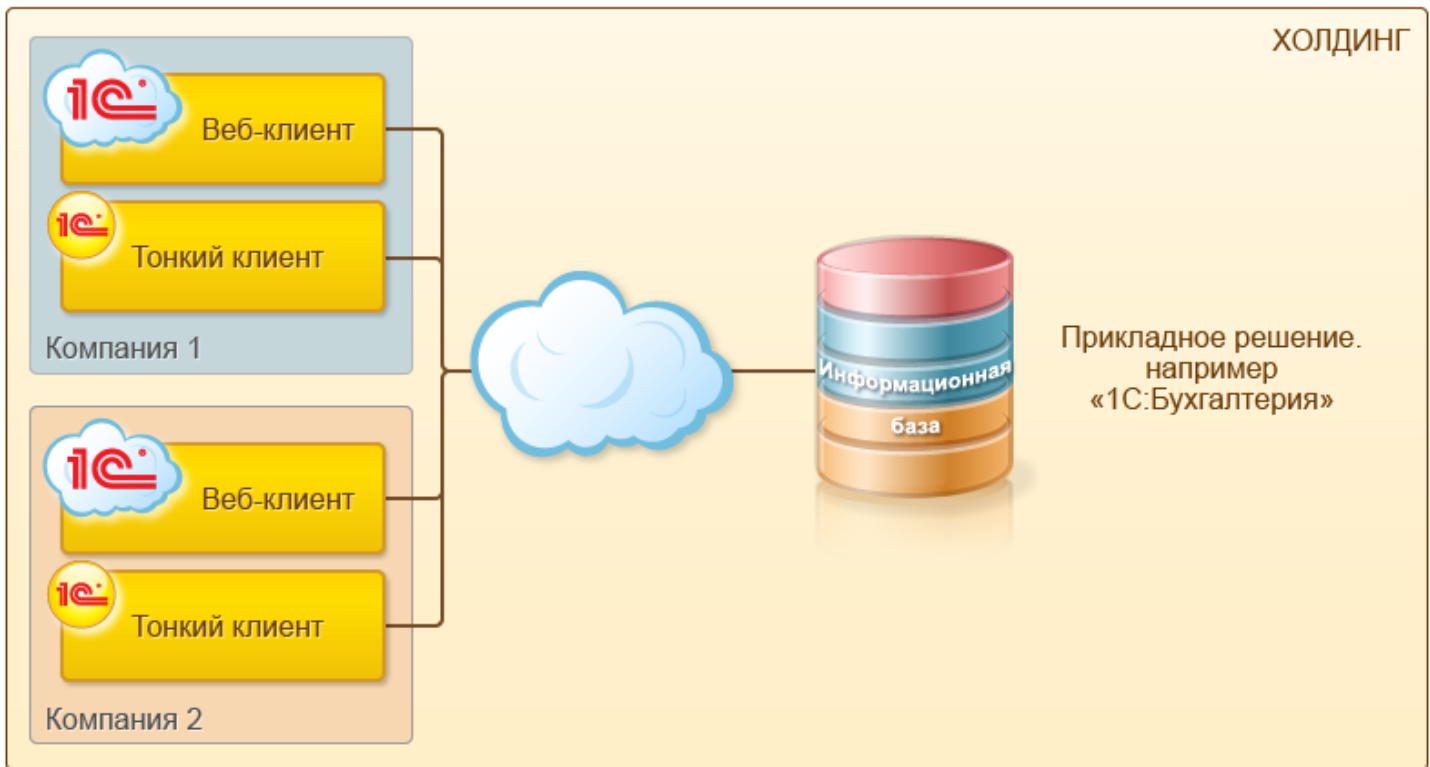 ХОЛДИНГ
1С
Веб-клиент
1С
Тонкий клиент
Компания 1
1С
Веб-клиент
1С
Тонкий клиент
Компания 2
Информационная
база
Прикладное решение.
например
«1С:Бухгалтерия»